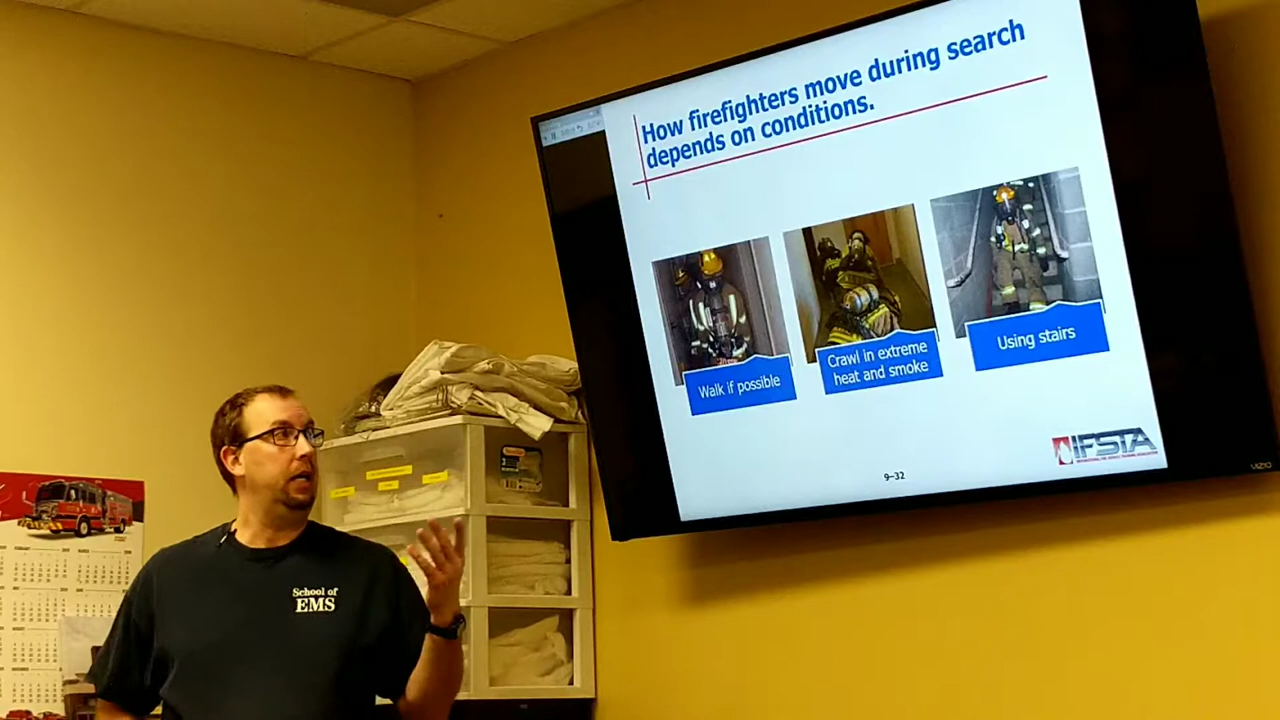 How firefighters move during search
depends on conditions.
Walk if possible
Crawl in extreme
heat and smoke
Using stairs
IFSTA
9–32
VIZIO
School of
EMS